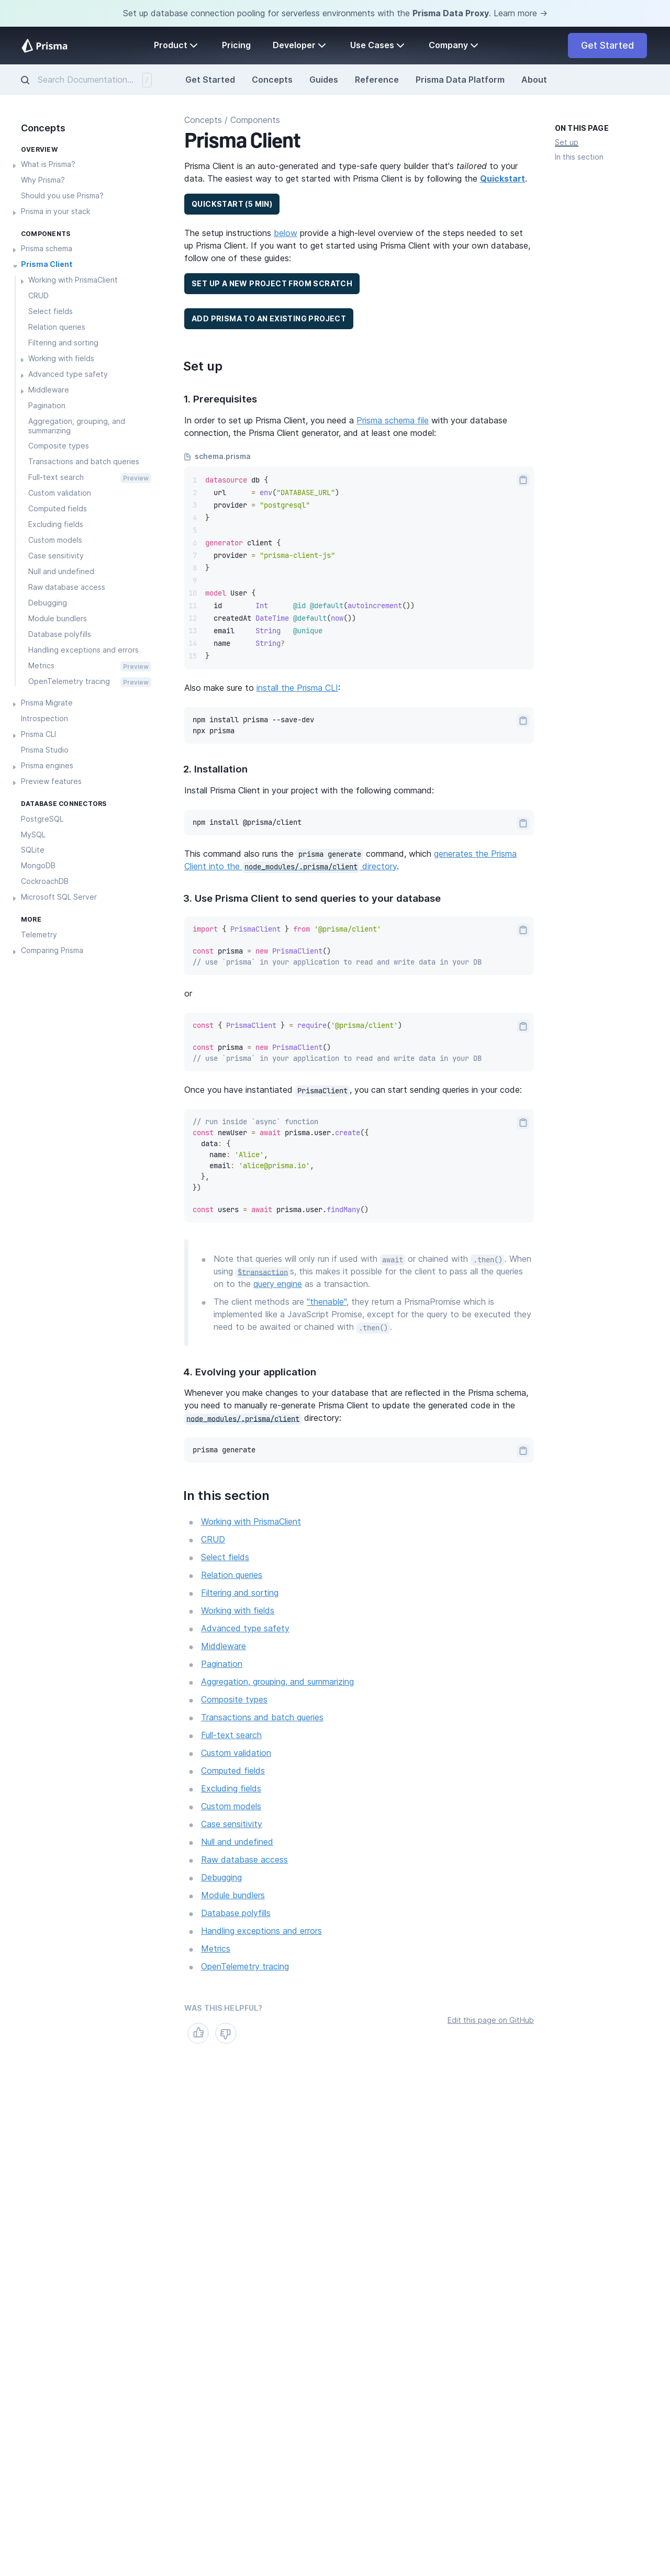 Set up database connection pooling for serverless environments with the Prisma Data Proxy. Learn more →
Prisma
Product
Pricing
Developer
Use Cases
Company
Get Started
Search Documentation...
/
Get Started
Concepts
Guides
Reference
Prisma Data Platform
About
Concepts
OVERVIEW
What is Prisma?
Why Prisma?
Should you use Prisma?
Prisma in your stack
COMPONENTS
Prisma schema
Prisma Client
Working with PrismaClient
CRUD
Select fields
Relation queries
Filtering and sorting
Working with fields
Advanced type safety
Middleware
Pagination
Aggregation, grouping, and
summarizing
Composite types
Transactions and batch queries
Full-text search Preview
Custom validation
Computed fields
Excluding fields
Custom models
Case sensitivity
Null and undefined
Raw database access
Debugging
Module bundlers
Database polyfills
Handling exceptions and errors
Metrics Preview
OpenTelemetry tracing Preview
Prisma Migrate
Introspection
Prisma CLI
Prisma Studio
Prisma engines
Preview features
DATABASE CONNECTORS
PostgreSQL
MySQL
SQLite
MongoDB
CockroachDB
Microsoft SQL Server
MORE
Telemetry
Comparing Prisma
Concepts / Components
Prisma Client
Prisma Client is an auto-generated and type-safe query builder that's tailored to your
data. The easiest way to get started with Prisma Client is by following the Quickstart.
QUICKSTART (5 MIN)
The setup instructions below provide a high-level overview of the steps needed to set
up Prisma Client. If you want to get started using Prisma Client with your own database,
follow one of these guides:
SET UP A NEW PROJECT FROM SCRATCH
ADD PRISMA TO AN EXISTING PROJECT
Set up
1. Prerequisites
In order to set up Prisma Client, you need a Prisma schema file with your database
connection, the Prisma Client generator, and at least one model:
schema.prisma
1 datasource db {
2   url      = env("DATABASE_URL")
3   provider = "postgresql"
4 }
5
6 generator client {
7   provider = "prisma-client-js"
8 }
9
10 model User {
11   id        Int      @id @default(autoincrement())
12   createdAt DateTime @default(now())
13   email     String   @unique
14   name      String?
15 }
Also make sure to install the Prisma CLI:
npm install prisma --save-dev
npx prisma
2. Installation
Install Prisma Client in your project with the following command:
npm install @prisma/client
This command also runs the prisma generate command, which generates the Prisma
Client into the node_modules/.prisma/client directory.
3. Use Prisma Client to send queries to your database
import { PrismaClient } from '@prisma/client'
const prisma = new PrismaClient()
// use `prisma` in your application to read and write data in your DB
or
const { PrismaClient } = require('@prisma/client')
const prisma = new PrismaClient()
// use `prisma` in your application to read and write data in your DB
Once you have instantiated PrismaClient, you can start sending queries in your code:
// run inside `async` function
const newUser = await prisma.user.create({
  data: {
    name: 'Alice',
    email: 'alice@prisma.io',
  },
})
const users = await prisma.user.findMany()
Note that queries will only run if used with await or chained with .then(). When
using $transactions, this makes it possible for the client to pass all the queries
on to the query engine as a transaction.
The client methods are "thenable", they return a PrismaPromise which is
implemented like a JavaScript Promise, except for the query to be executed they
need to be awaited or chained with .then().
4. Evolving your application
Whenever you make changes to your database that are reflected in the Prisma schema,
you need to manually re-generate Prisma Client to update the generated code in the
node_modules/.prisma/client directory:
prisma generate
In this section
Working with PrismaClient
CRUD
Select fields
Relation queries
Filtering and sorting
Working with fields
Advanced type safety
Middleware
Pagination
Aggregation, grouping, and summarizing
Composite types
Transactions and batch queries
Full-text search
Custom validation
Computed fields
Excluding fields
Custom models
Case sensitivity
Null and undefined
Raw database access
Debugging
Module bundlers
Database polyfills
Handling exceptions and errors
Metrics
OpenTelemetry tracing
WAS THIS HELPFUL?
Edit this page on GitHub
ON THIS PAGE
Set up
In this section